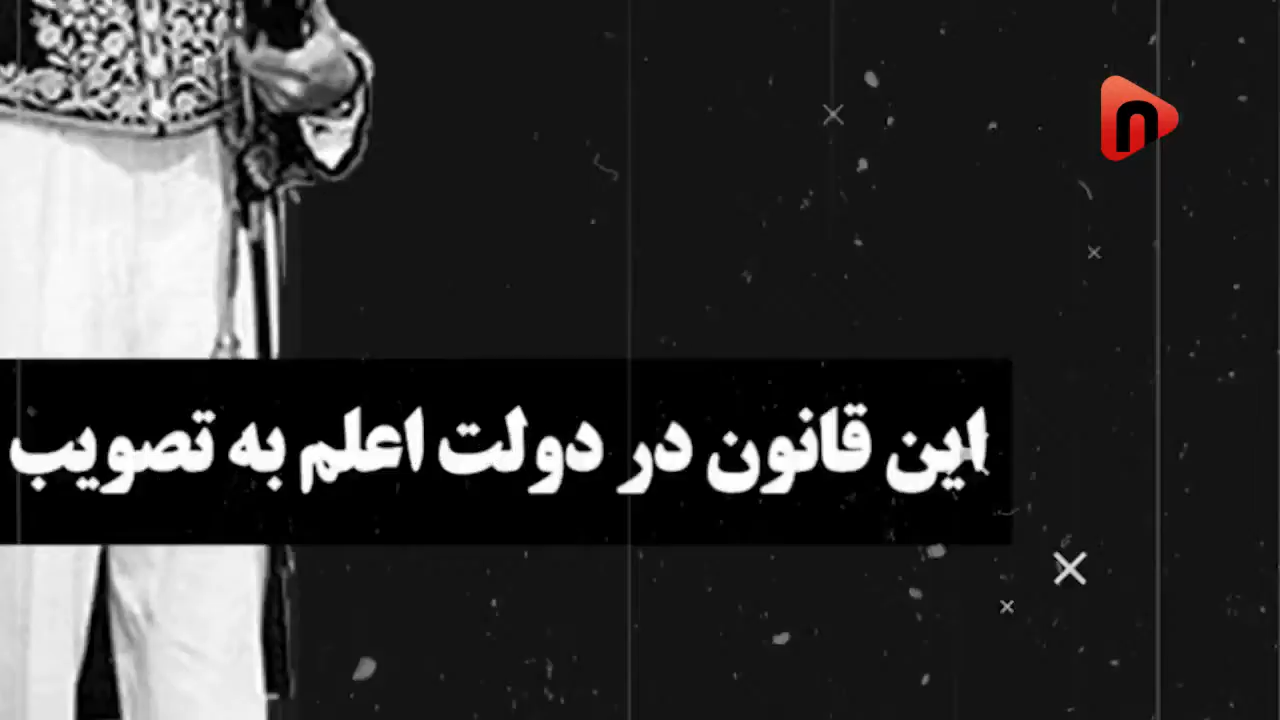 این قانون در دولت اعلم به تصویب
n